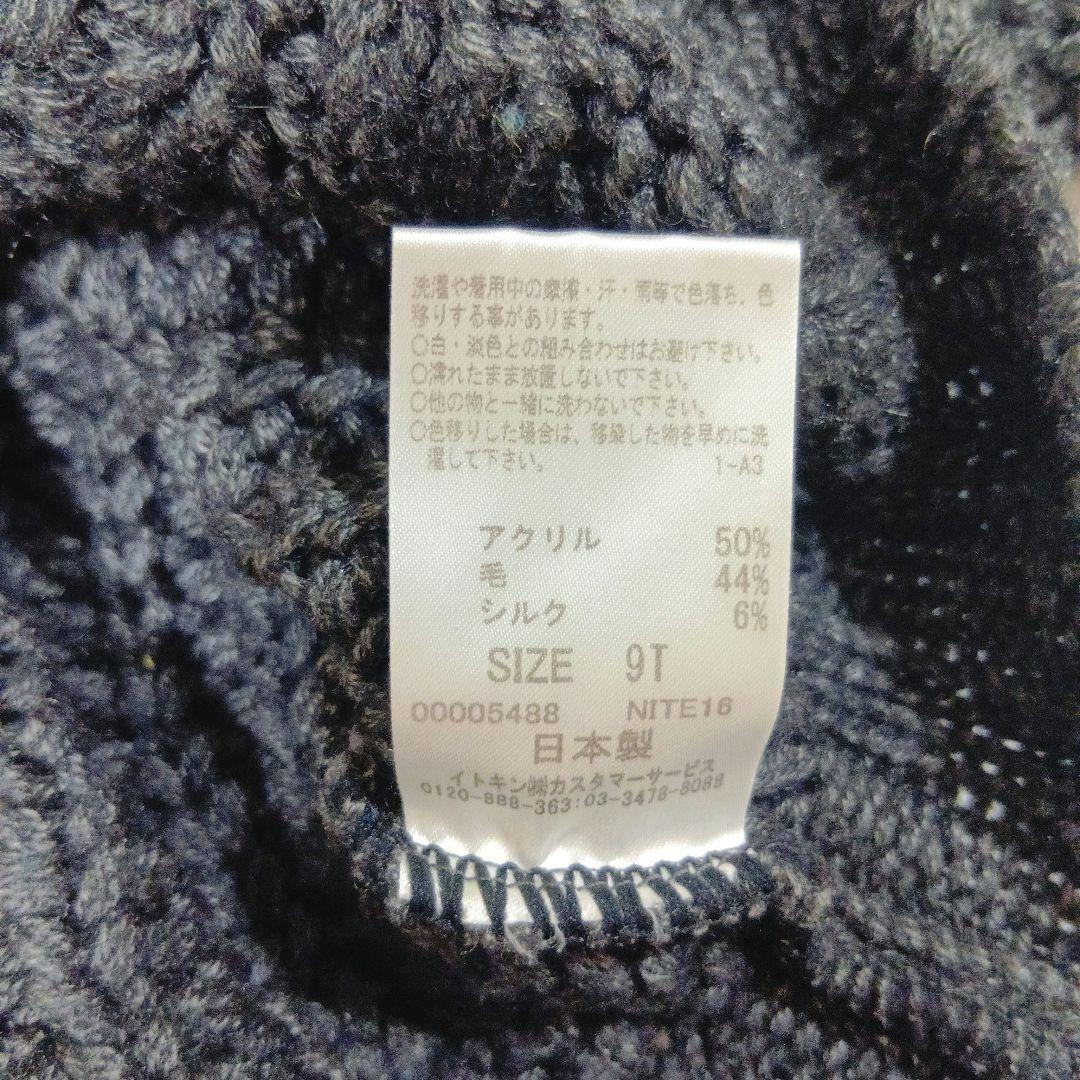 洗濯や着用中の摩擦・汗・雨等で色落ち、色
移りする事があります。
○白・淡色との組み合わせはお避け下さい。
○濡れたまま放置しないで下さい。
○他の物と一緒に洗わないで下さい。
○色移りした場合は、移染した物を早めに洗
濯して下さい。 1-A3
アクリル 50%
毛 44%
シルク 6%
SIZE 9T
00005488 NITE16
日本製
イトキン㈱カスタマーサービス
0120-888-363:03-3478-8088